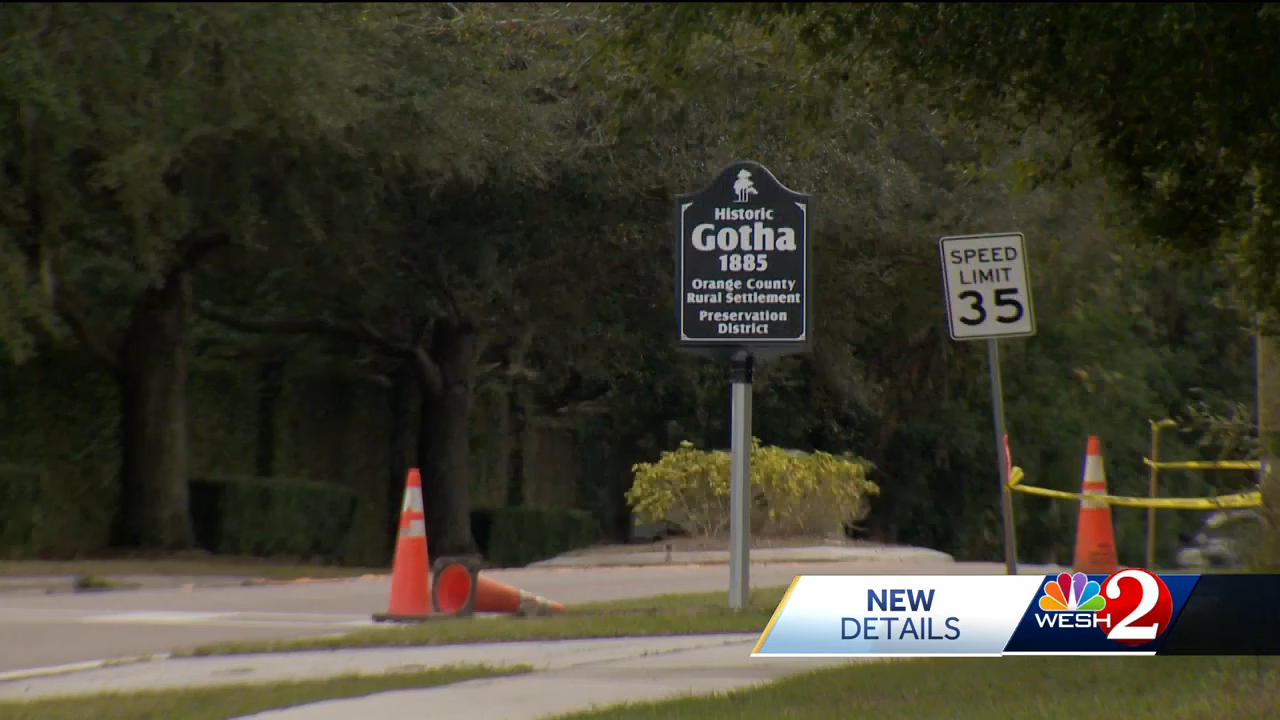 Historic
Gotha
1885
Orange County
Rural Settlement
Preservation
District
SPEED
LIMIT
35
NEW
DETAILS
WESH 2